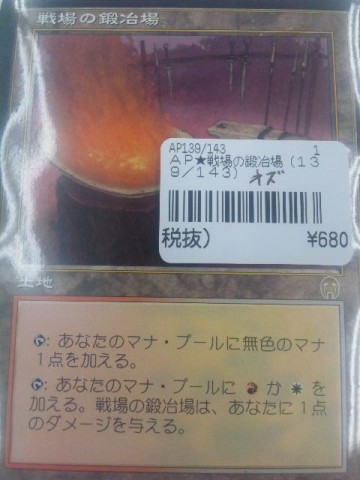 戦場の鍛冶場
AP139/143 1
AP★戦場の鍛冶場(13
9/143)
キズ
税抜) ¥680
土地
:あなたのマナ・プールに無色のマナ
1点を加える。
:あなたのマナ・プールに か を
加える。戦場の鍛冶場は、あなたに1点
のダメージを与える。